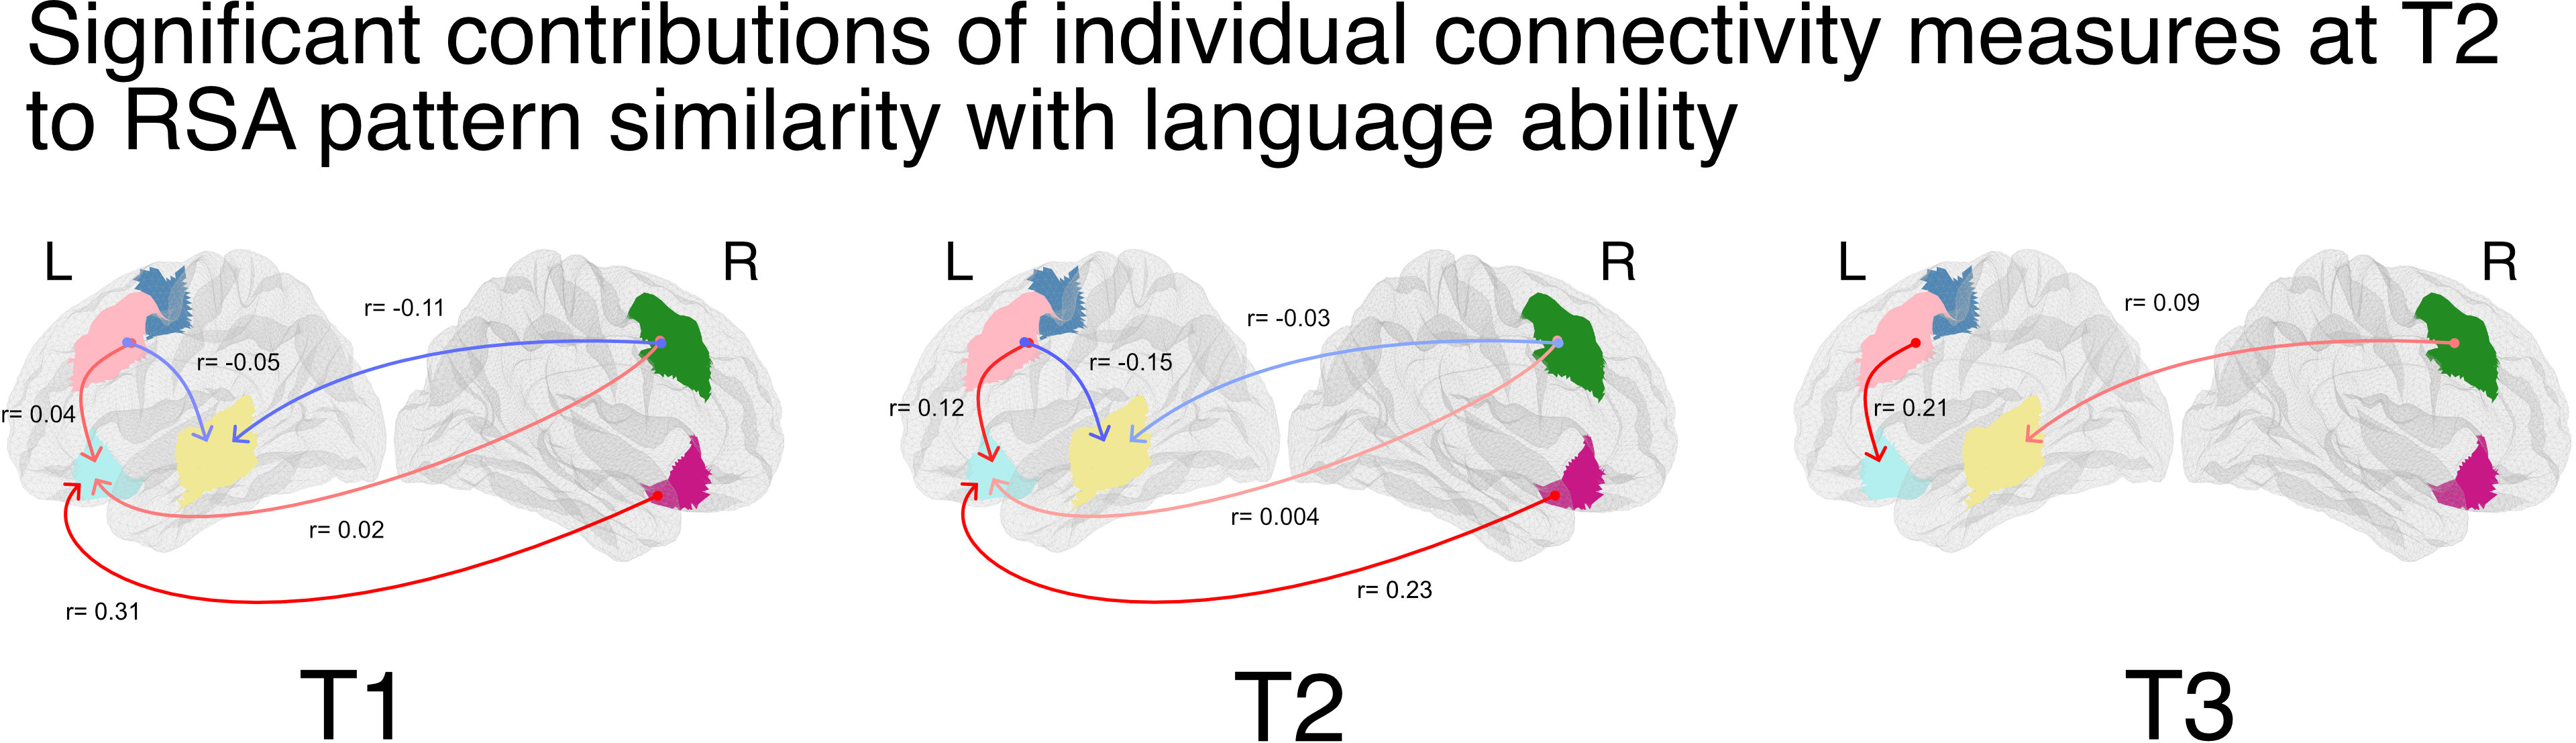 Significant contributions of individual connectivity measures at T2
to RSA pattern similarity with language ability
L
R
r= -0.11
r= -0.05
r= 0.04
r= 0.02
r= 0.31
T1
L
R
r= -0.03
r= -0.15
r= 0.12
r= 0.004
r= 0.23
T2
L
R
r= 0.09
r= 0.21
T3